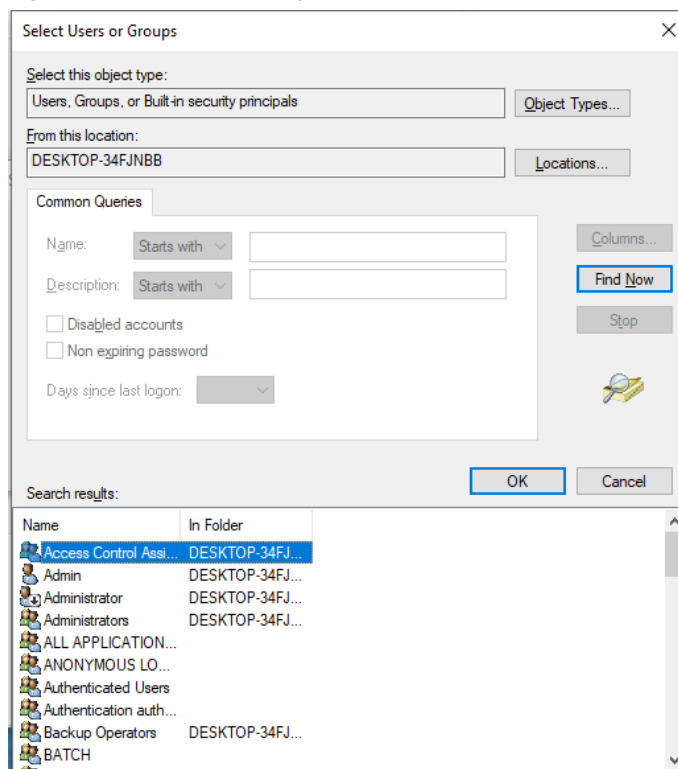 Select Users or Groups
Select this object type:
Users, Groups, or Built-in security principals
Object Types...
From this location:
DESKTOP-34FJNBB
Locations...
Common Queries
Name: Starts with
Columns...
Description: Starts with
Find Now
Disabled accounts
Stop
Non expiring password
Days since last logon:
OK Cancel
Search results:
Name In Folder
Access Control Assi... DESKTOP-34FJ...
Admin DESKTOP-34FJ...
Administrator DESKTOP-34FJ...
Administrators DESKTOP-34FJ...
ALL APPLICATION...
ANONYMOUS LO...
Authenticated Users
Authentication auth...
Backup Operators DESKTOP-34FJ...
BATCH